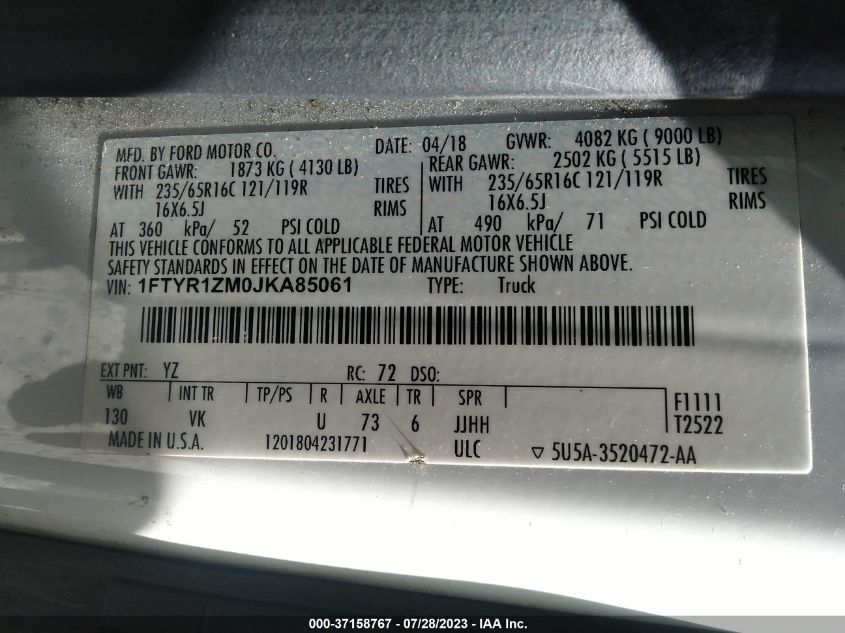 MFD. BY FORD MOTOR CO. DATE: 04/18 GVWR: 4082 KG ( 9000 LB)
FRONT GAWR: 1873 KG ( 4130 LB) REAR GAWR: 2502 KG ( 5515 LB)
WITH 235/65R16C 121/119R TIRES WITH 235/65R16C 121/119R TIRES
16X6.5J RIMS 16X6.5J RIMS
AT 360 kPa/ 52 PSI COLD AT 490 kPa/ 71 PSI COLD
THIS VEHICLE CONFORMS TO ALL APPLICABLE FEDERAL MOTOR VEHICLE
SAFETY STANDARDS IN EFFECT ON THE DATE OF MANUFACTURE SHOWN ABOVE.
VIN: 1FTYR1ZM0JKA85061 TYPE: Truck
EXT PNT: YZ RC: 72 DSO:
WB INT TR TP/PS R AXLE TR SPR F1111
130 VK U 73 6 JJHH T2522
MADE IN U.S.A. 1201804231771 ULC ▽ 5U5A-3520472-AA
000-37158767 - 07/28/2023 - IAA Inc.